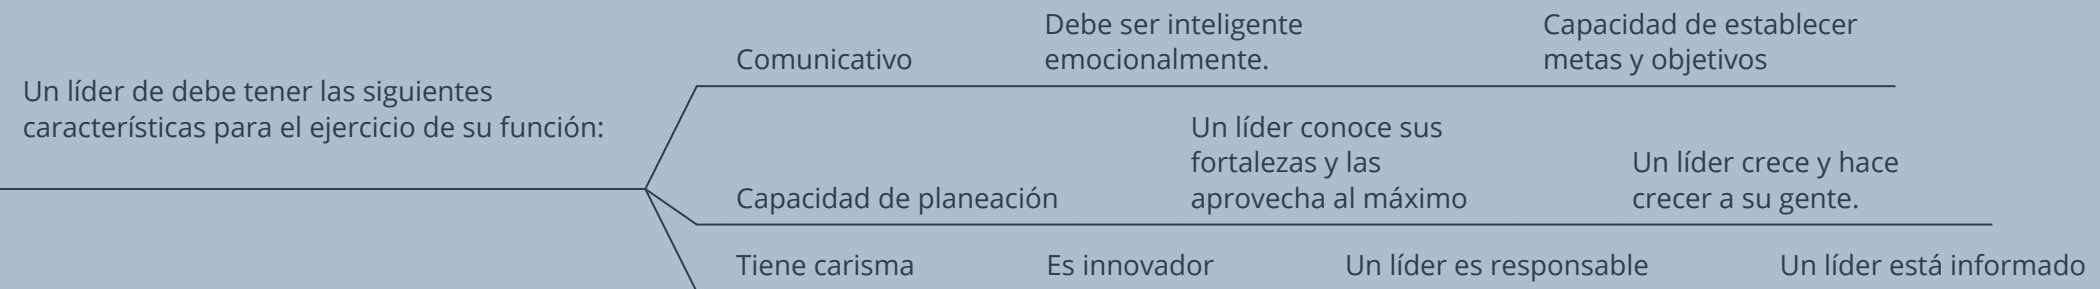 Un líder de debe tener las siguientes
características para el ejercicio de su función:
Comunicativo
Debe ser inteligente
emocionalmente.
Capacidad de establecer
metas y objetivos
Capacidad de planeación
Un líder conoce sus
fortalezas y las
aprovecha al máximo
Un líder crece y hace
crecer a su gente.
Tiene carisma
Es innovador
Un líder es responsable
Un líder está informado